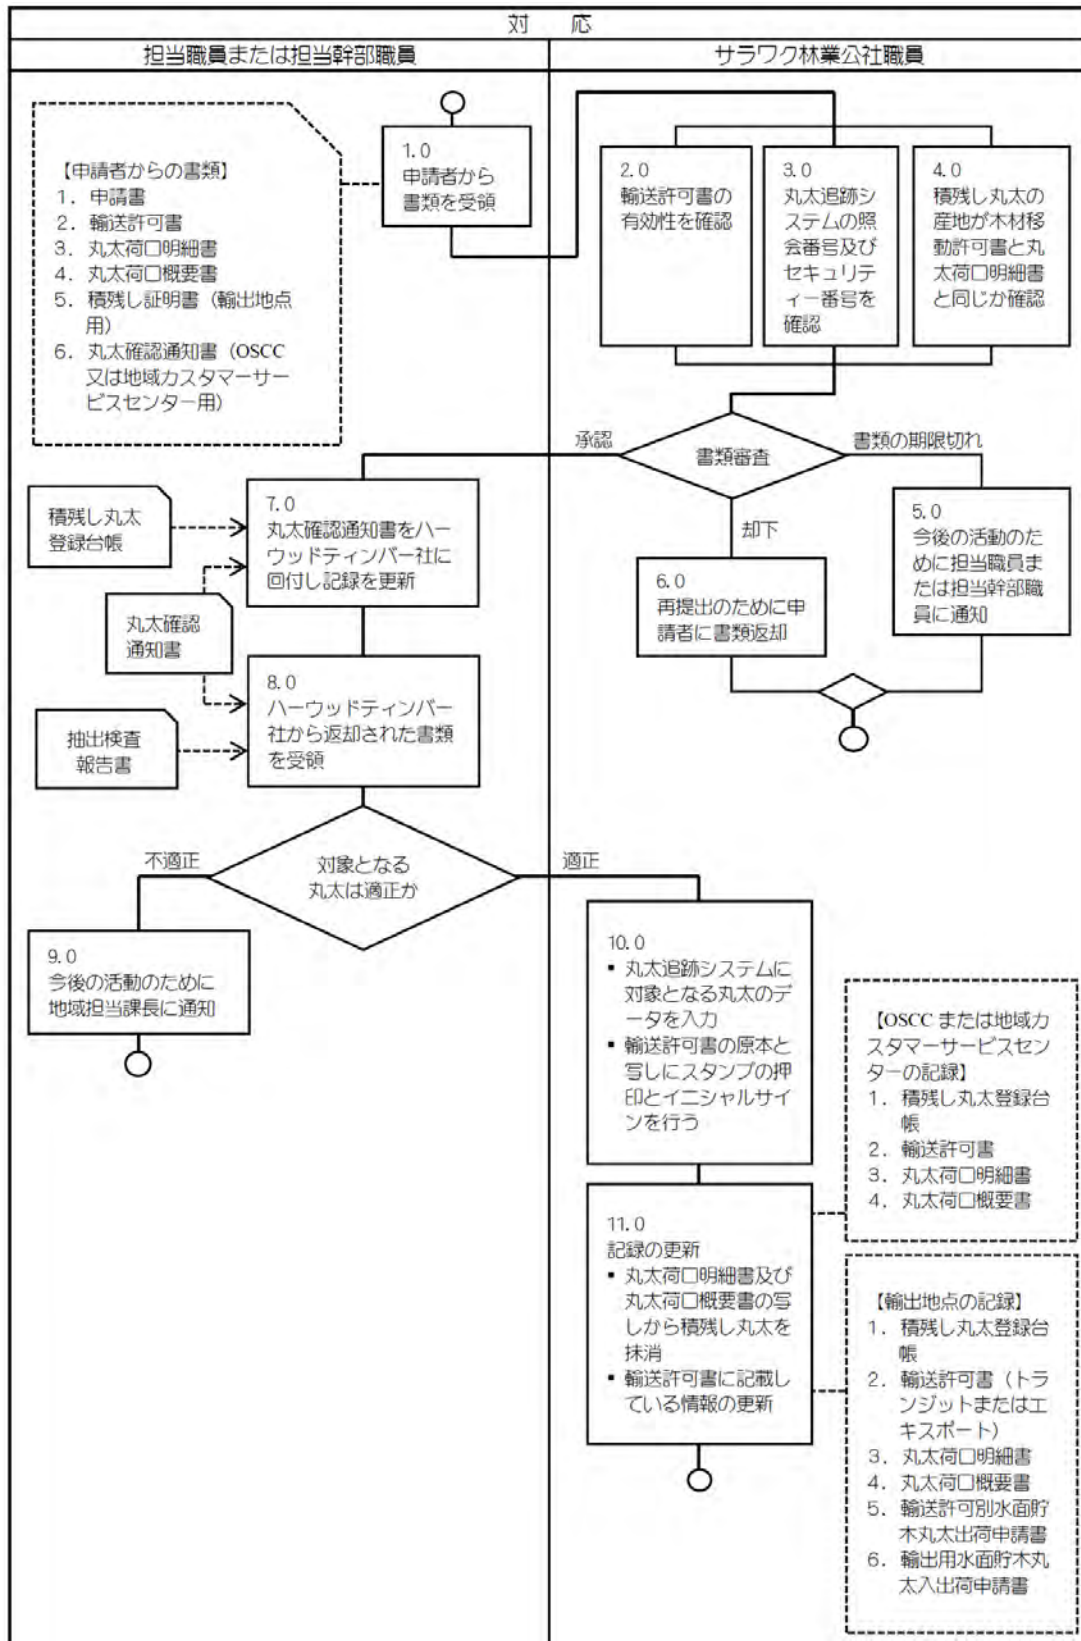 対　応
担当職員または担当幹部職員
サラワク林業公社職員
【申請者からの書類】
1. 申請書
2. 輸送許可書
3. 丸太荷口明細書
4. 丸太荷口概要書
5. 積残し証明書（輸出地点
用）
6. 丸太確認通知書（OSCC
又は地域カスタマーサー
ビスセンター用）
1.0
申請者から
書類を受領
2.0
輸送許可書の
有効性を確認
3.0
丸太追跡シ
ステムの照
会番号及び
セキュリテ
ィー番号を
確認
4.0
積残し丸太の
産地が木材移
動許可書と丸
太荷口明細書
と同じか確認
書類審査
承認
書類の期限切れ
却下
5.0
今後の活動のた
めに担当職員ま
たは担当幹部職
員に通知
6.0
再提出のために申
請者に書類返却
積残し丸太
登録台帳
7.0
丸太確認通知書をハー
ウッドティンバー社に
回付し記録を更新
丸太確認
通知書
8.0
ハーウッドティンバー
社から返却された書類
を受領
抽出検査
報告書
対象となる
丸太は適正か
不適正
適正
9.0
今後の活動のために
地域担当課長に通知
10.0
▪ 丸太追跡システムに
対象となる丸太のデ
ータを入力
▪ 輸送許可書の原本と
写しにスタンプの押
印とイニシャルサイ
ンを行う
【OSCC または地域カ
スタマーサービスセン
ターの記録】
1. 積残し丸太登録台
帳
2. 輸送許可書
3. 丸太荷口明細書
4. 丸太荷口概要書
11.0
記録の更新
▪ 丸太荷口明細書及び
丸太荷口概要書の写
しから積残し丸太を
抹消
▪ 輸送許可書に記載し
ている情報の更新
【輸出地点の記録】
1. 積残し丸太登録台
帳
2. 輸送許可書（トラ
ンジットまたはエ
キスポート）
3. 丸太荷口明細書
4. 丸太荷口概要書
5. 輸送許可別水面貯
木丸太出荷申請書
6. 輸出用水面貯木丸
太入出荷申請書